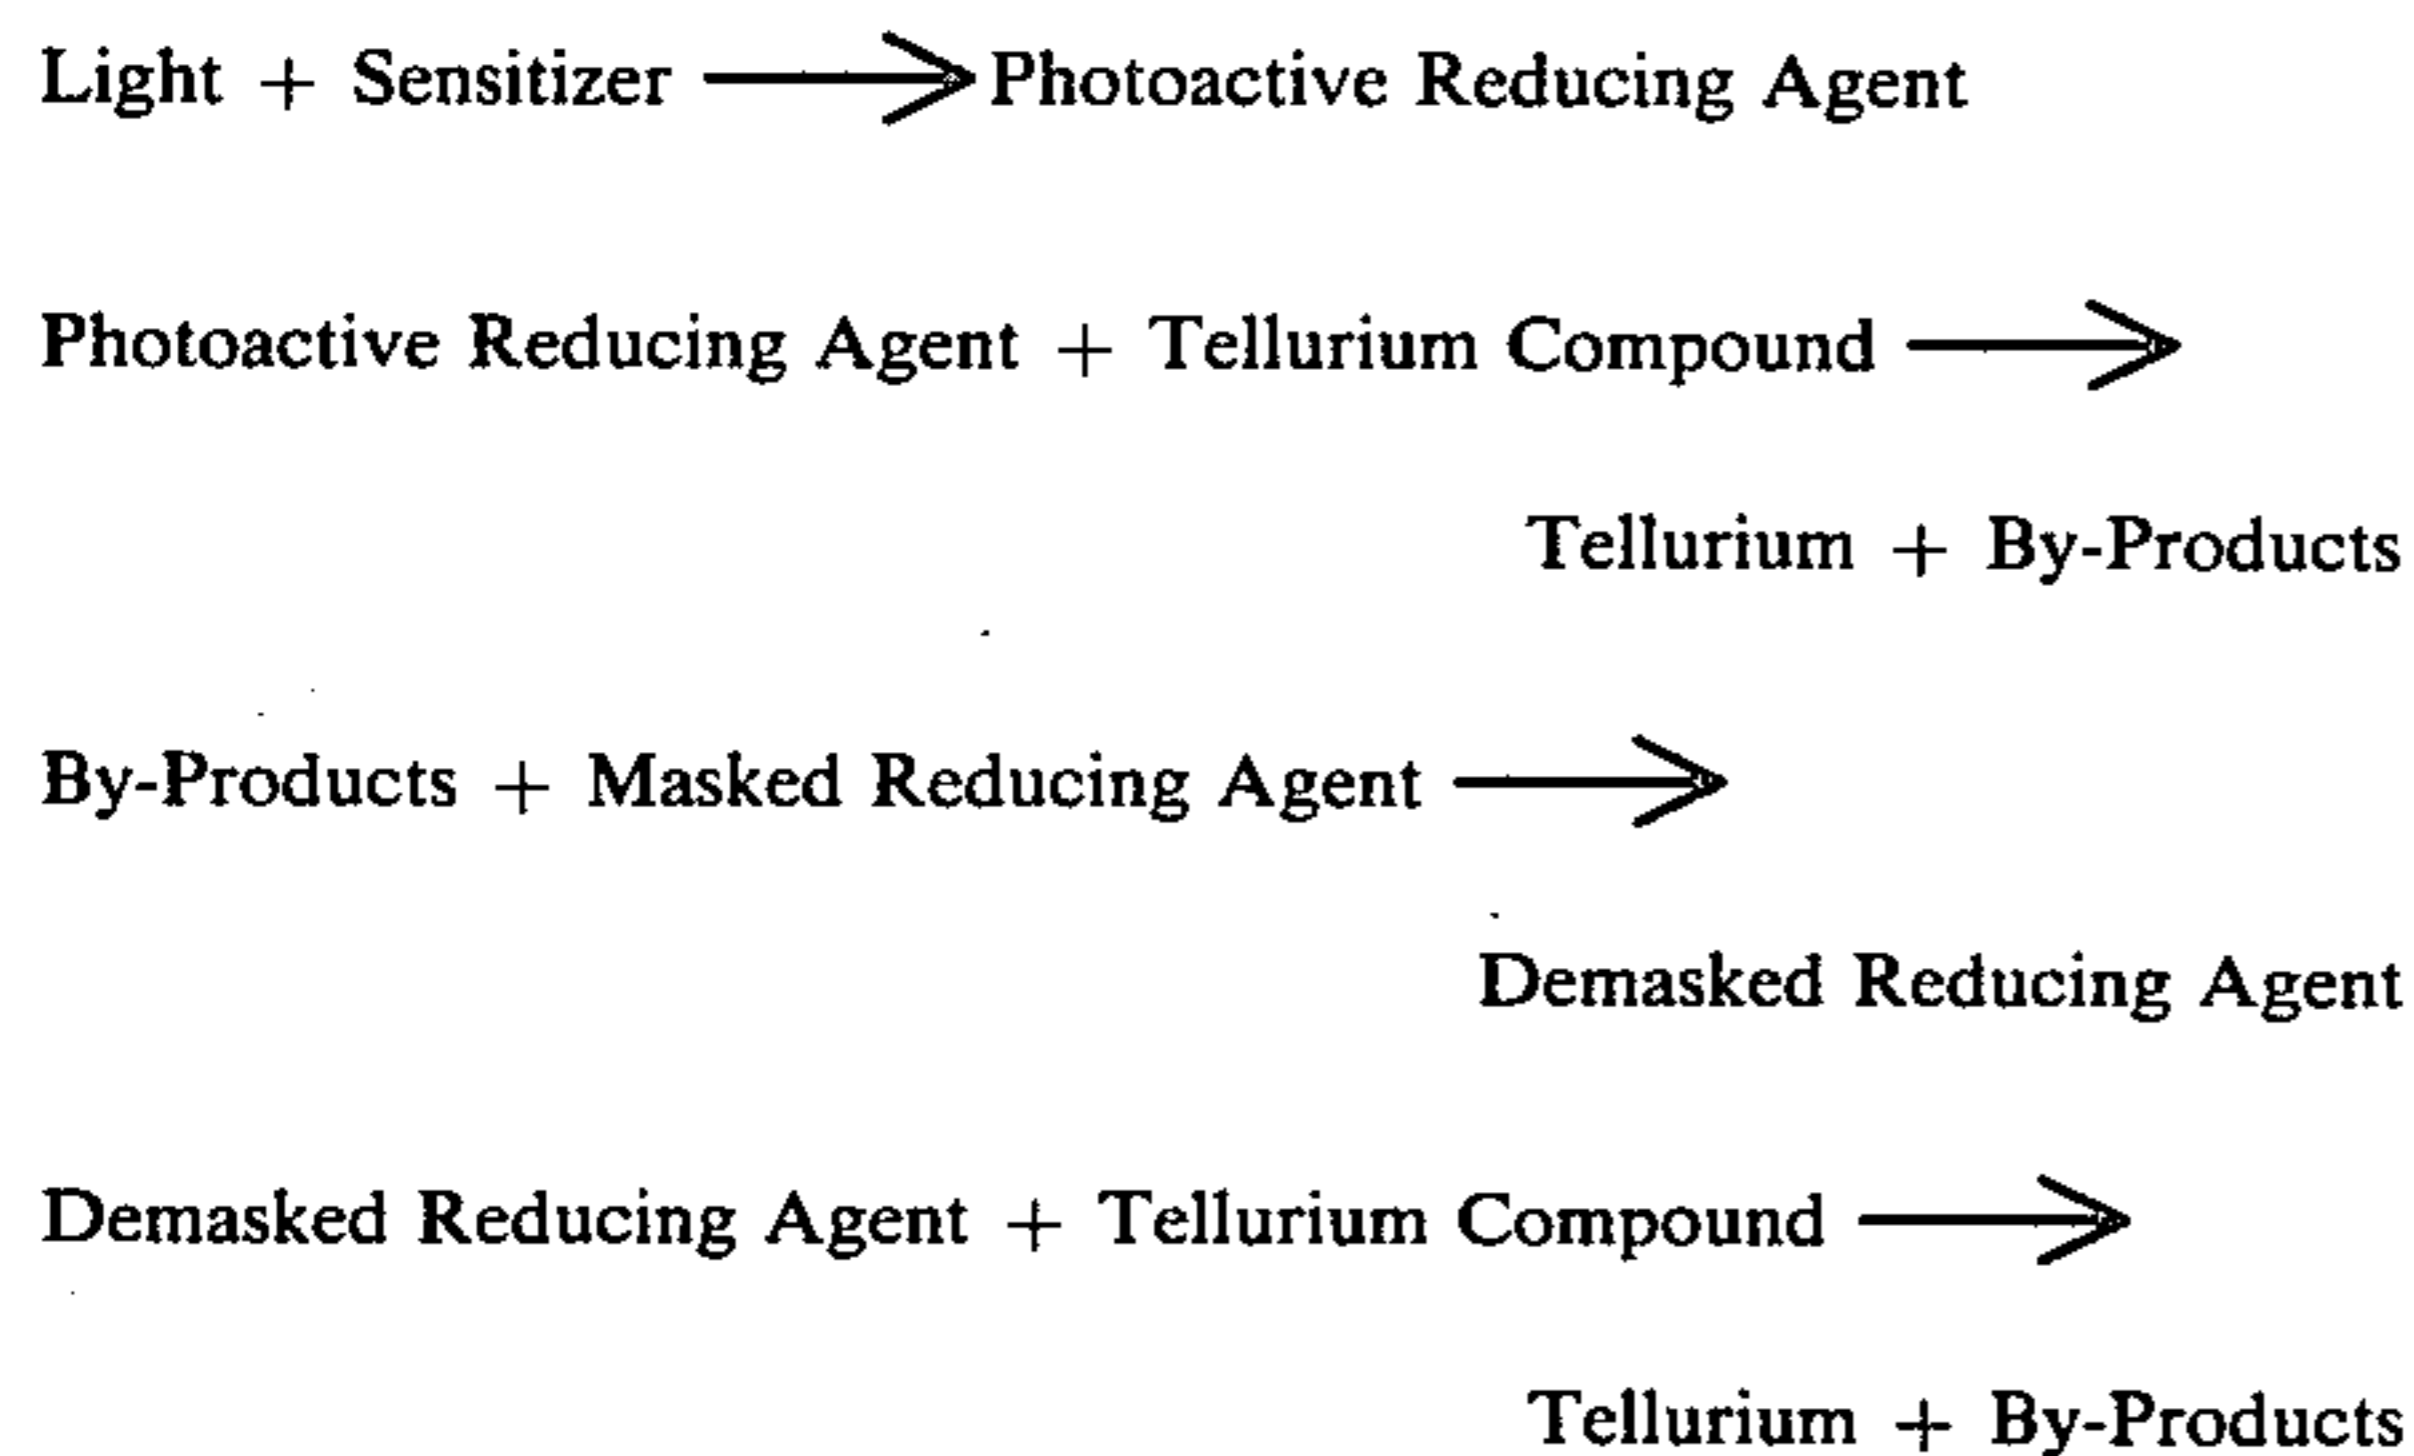 Light + Sensitizer ⟶ Photoactive Reducing Agent
Photoactive Reducing Agent + Tellurium Compound ⟶
Tellurium + By-Products
By-Products + Masked Reducing Agent ⟶
Demasked Reducing Agent
Demasked Reducing Agent + Tellurium Compound ⟶
Tellurium + By-Products